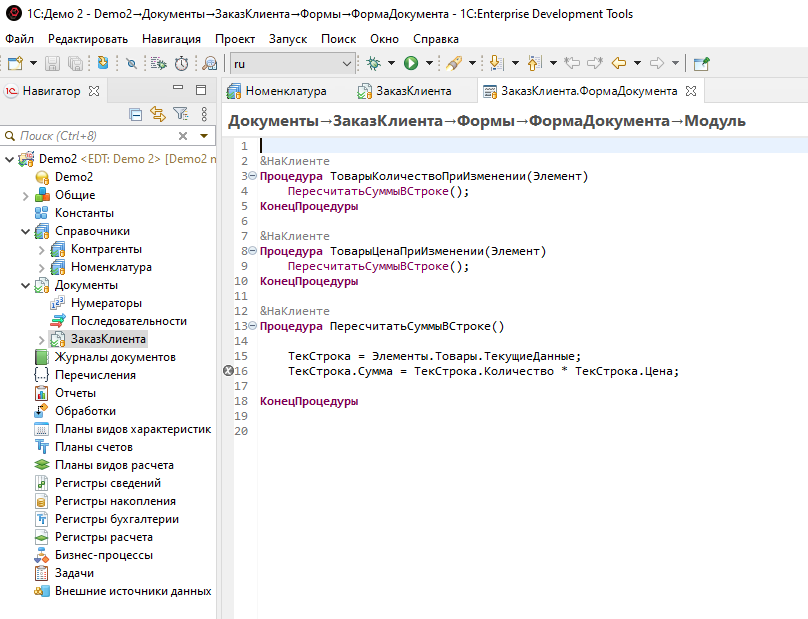 1С:Демо 2 - Demo2→Документы→ЗаказКлиента→Формы→ФормаДокумента - 1C:Enterprise Development Tools
Файл Редактировать Навигация Проект Запуск Поиск Окно Справка
ru
Навигатор
Номенклатура ЗаказКлиента ЗаказКлиента.ФормаДокумента
Поиск (Ctrl+8)
Demo2 <EDT: Demo 2> [Demo2 п
Demo2
Общие
Константы
Справочники
Контрагенты
Номенклатура
Документы
Нумераторы
Последовательности
ЗаказКлиента
Журналы документов
Перечисления
Отчеты
Обработки
Планы видов характеристик
Планы счетов
Планы видов расчета
Регистры сведений
Регистры накопления
Регистры бухгалтерии
Регистры расчета
Бизнес-процессы
Задачи
Внешние источники данных
Документы→ЗаказКлиента→Формы→ФормаДокумента→Модуль
1
2 &НаКлиенте
3 Процедура ТоварыКоличествоПриИзменении(Элемент)
4 ПересчитатьСуммыВСтроке();
5 КонецПроцедуры
6
7 &НаКлиенте
8 Процедура ТоварыЦенаПриИзменении(Элемент)
9 ПересчитатьСуммыВСтроке();
10 КонецПроцедуры
11
12 &НаКлиенте
13 Процедура ПересчитатьСуммыВСтроке()
14
15 ТекСтрока = Элементы.Товары.ТекущиеДанные;
16 ТекСтрока.Сумма = ТекСтрока.Количество * ТекСтрока.Цена;
17
18 КонецПроцедуры
19
20